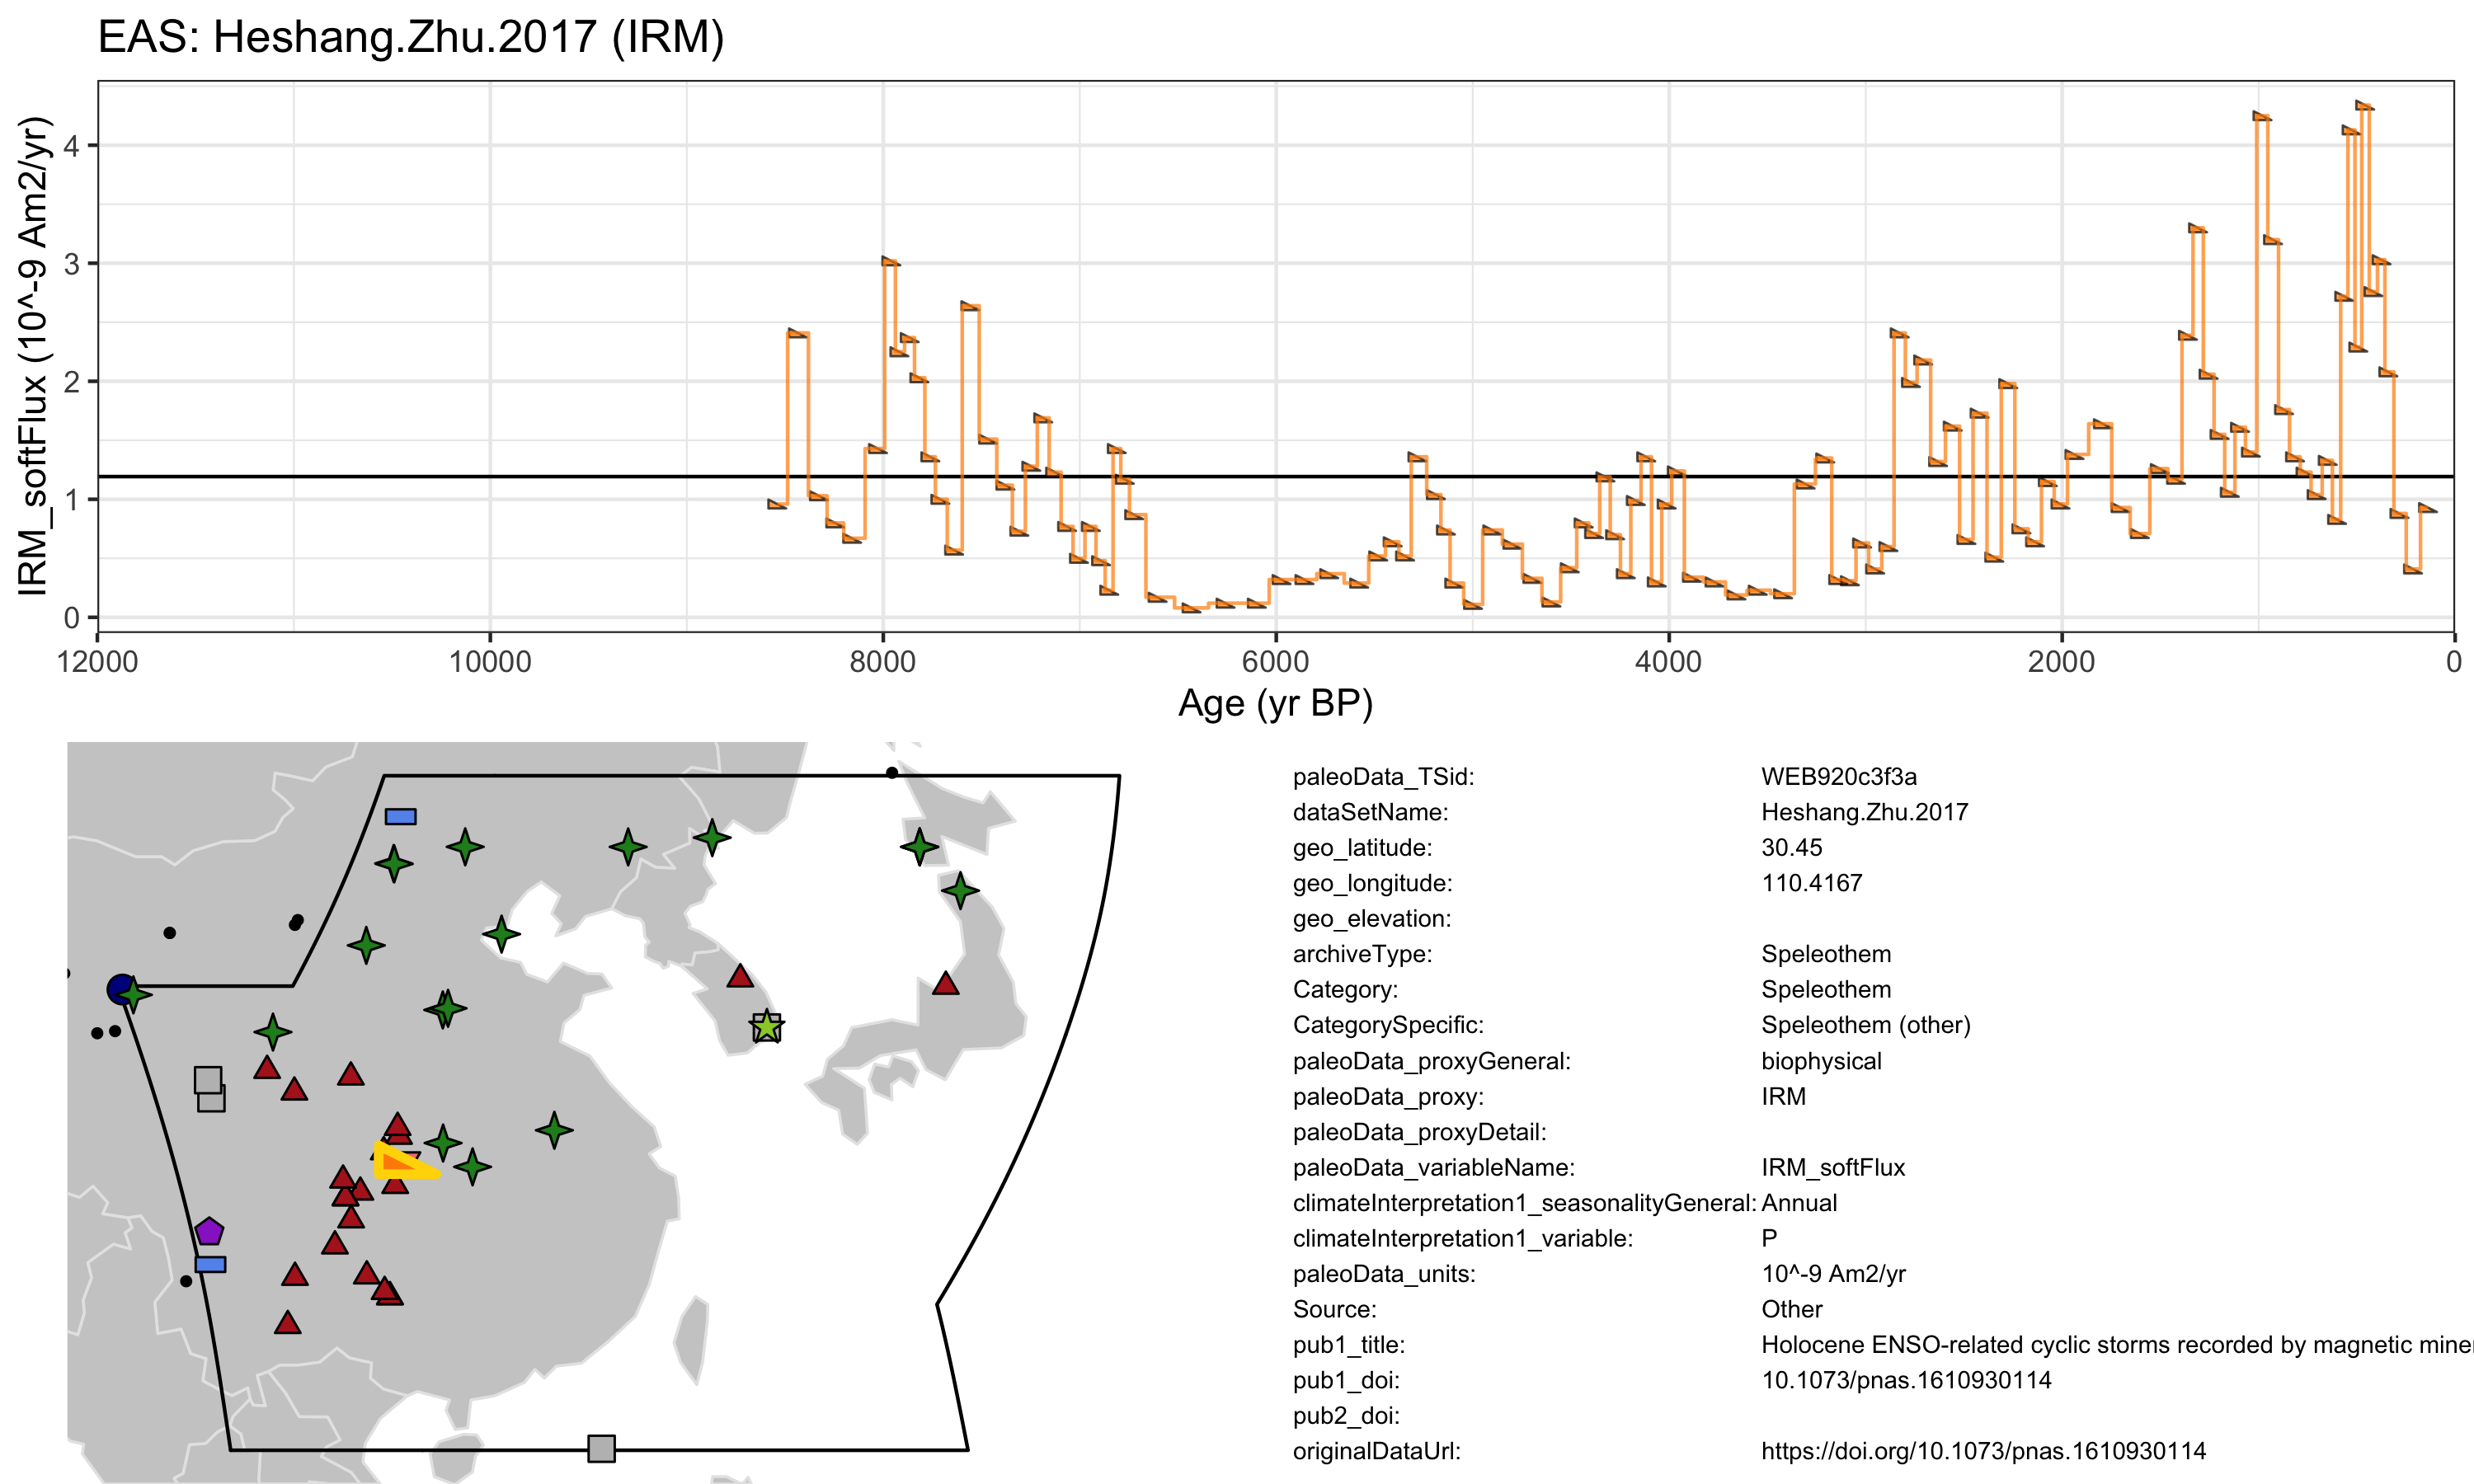 EAS: Heshang.Zhu.2017 (IRM)
IRM_softFlux (10^-9 Am2/yr)
4
3
2
1
0
12000 10000 8000 6000 4000 2000 0
Age (yr BP)
paleoData_TSid: WEB920c3f3a
dataSetName: Heshang.Zhu.2017
geo_latitude: 30.45
geo_longitude: 110.4167
geo_elevation:
archiveType: Speleothem
Category: Speleothem
CategorySpecific: Speleothem (other)
paleoData_proxyGeneral: biophysical
paleoData_proxy: IRM
paleoData_proxyDetail:
paleoData_variableName: IRM_softFlux
climateInterpretation1_seasonalityGeneral: Annual
climateInterpretation1_variable: P
paleoData_units: 10^-9 Am2/yr
Source: Other
pub1_title: Holocene ENSO-related cyclic storms recorded by magnetic mine
pub1_doi: 10.1073/pnas.1610930114
pub2_doi:
originalDataUrl: https://doi.org/10.1073/pnas.1610930114